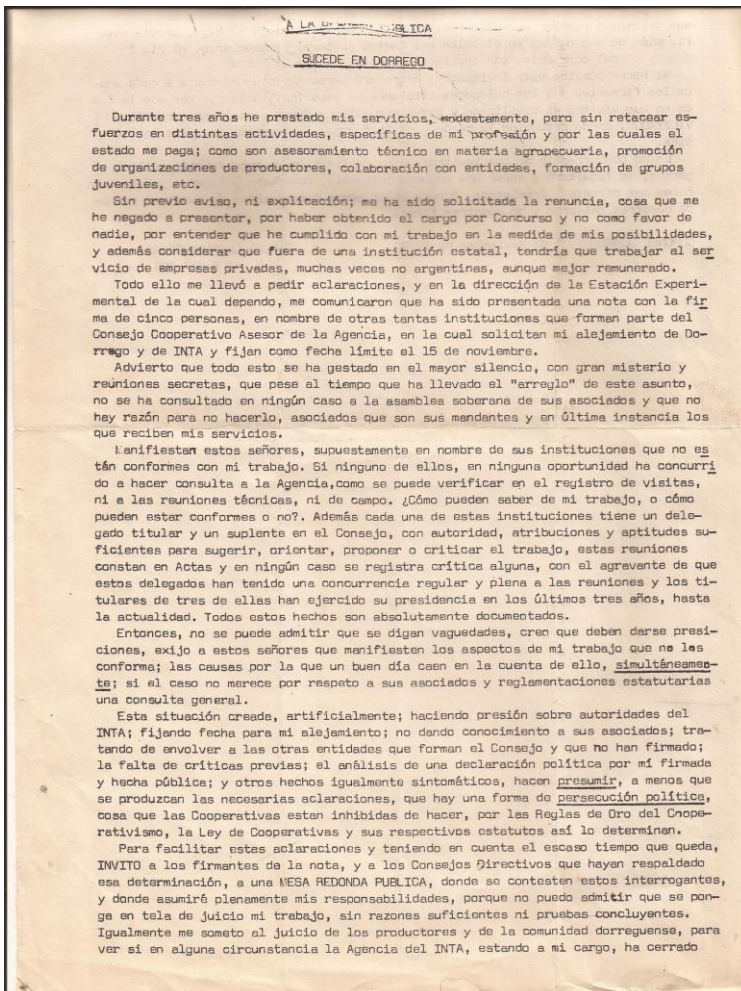 A LA OPINION PUBLICA
SUCEDE EN DORREGO
Durante tres años he prestado mis servicios, modestamente, pero sin retacear es-
fuerzos en distintas actividades, específicas de mi profesión y por las cuales el
estado me paga; como son asesoramiento técnico en materia agropecuaria, promoción
de organizaciones de productores, colaboración con entidades, formación de grupos
juveniles, etc.
Sin previo aviso, ni explicación; me ha sido solicitada la renuncia, cosa que me
he negado a presentar, por haber obtenido el cargo por Concurso y no como favor de
nadie, por entender que he cumplido con mi trabajo en la medida de mis posibilidades,
y además considerar que fuera de una institución estatal, tendría que trabajar al ser
vicio de empresas privadas, muchas veces no argentinas, aunque mejor remunerado.
Todo ello me llevó a pedir aclaraciones, y en la dirección de la Estación Experi-
mental de la cual dependo, me comunicaron que ha sido presentada una nota con la fir
ma de cinco personas, en nombre de otras tantas instituciones que forman parte del
Consejo Cooperativo Asesor de la Agencia, en la cual solicitan mi alejamiento de Do-
rrego y de INTA y fijan como fecha límite el 15 de noviembre.
Advierto que todo esto se ha gestado en el mayor silencio, con gran misterio y
reuniones secretas, que pese al tiempo que ha llevado el "arreglo" de este asunto,
no se ha consultado en ningún caso a la asamblea soberana de sus asociados y que no
hay razón para no hacerlo, asociados que son sus mandantes y en última instancia los
que reciben mis servicios.
Manifiestan estos señores, supuestamente en nombre de sus instituciones que no es
tán conformes con mi trabajo. Si ninguno de ellos, en ninguna oportunidad ha concurri
do a hacer consulta a la Agencia,como se puede verificar en el registro de visitas,
ni a las reuniones técnicas, ni de campo. ¿Cómo pueden saber de mi trabajo, o cómo
pueden estar conformes o no?. Además cada una de estas instituciones tiene un dele-
gado titular y un suplente en el Consejo, con autoridad, atribuciones y aptitudes su-
ficientes para sugerir, orientar, proponer o criticar el trabajo, estas reuniones
constan en Actas y en ningún caso se registra crítica alguna, con el agravante de que
estos delegados han tenido una concurrencia regular y plena a las reuniones y los ti-
tulares de tres de ellas han ejercido su presidencia en los últimos tres años, hasta
la actualidad. Todos estos hechos son absolutamente documentados.
Entonces, no se puede admitir que se digan vaguedades, creo que deben darse presi-
ciones, exijo a estos señores que manifiesten los aspectos de mi trabajo que no los
conforma; las causas por la que un buen día caen en la cuenta de ello, simultáneamen-
te; si el caso no merece por respeto a sus asociados y reglamentaciones estatutarias
una consulta general.
Esta situación creada, artificialmente; haciendo presión sobre autoridades del
INTA; fijando fecha para mi alejamiento; no dando conocimiento a sus asociados; tra-
tando de envolver a las otras entidades que forman el Consejo y que no han firmado;
la falta de críticas previas; el análisis de una declaración política por mí firmada
y hecha pública; y otros hechos igualmente sintomáticos, hacen presumir, a menos que
se produzcan las necesarias aclaraciones, que hay una forma de persecución política,
cosa que las Cooperativas estan inhibidas de hacer, por las Reglas de Oro del Coope-
rativismo, la Ley de Cooperativas y sus respectivos estatutos así lo determinan.
Para facilitar estas aclaraciones y teniendo en cuenta el escaso tiempo que queda,
INVITO a los firmantes de la nota, y a los Consejos Directivos que hayan respaldado
esa determinación, a una MESA REDONDA PUBLICA, donde se contesten estos interrogantes,
y donde asumiré plenamente mis responsabilidades, porque no puedo admitir que se pon-
ga en tela de juicio mi trabajo, sin razones suficientes ni pruebas concluyentes.
Igualmente me someto al juicio de los productores y de la comunidad dorreguense, para
ver si en alguna circunstancia la Agencia del INTA, estando a mi cargo, ha cerrado